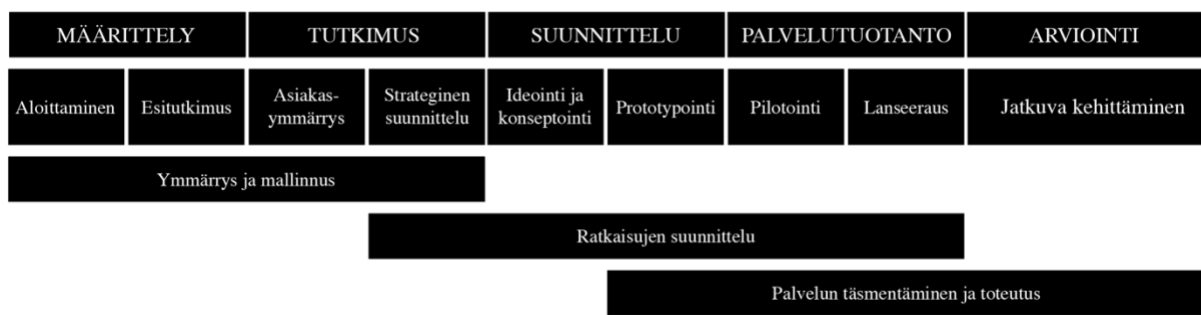 MÄÄRITTELY
TUTKIMUS
SUUNNITTELU
PALVELUTUOTANTO
ARVIOINTI
Aloittaminen
Esitutkimus
Asiakas-
ymmärrys
Strateginen
suunnittelu
Ideointi ja
konseptointi
Prototypointi
Pilotointi
Lanseeraus
Jatkuva kehittäminen
Ymmärrys ja mallinnus
Ratkaisujen suunnittelu
Palvelun täsmentäminen ja toteutus